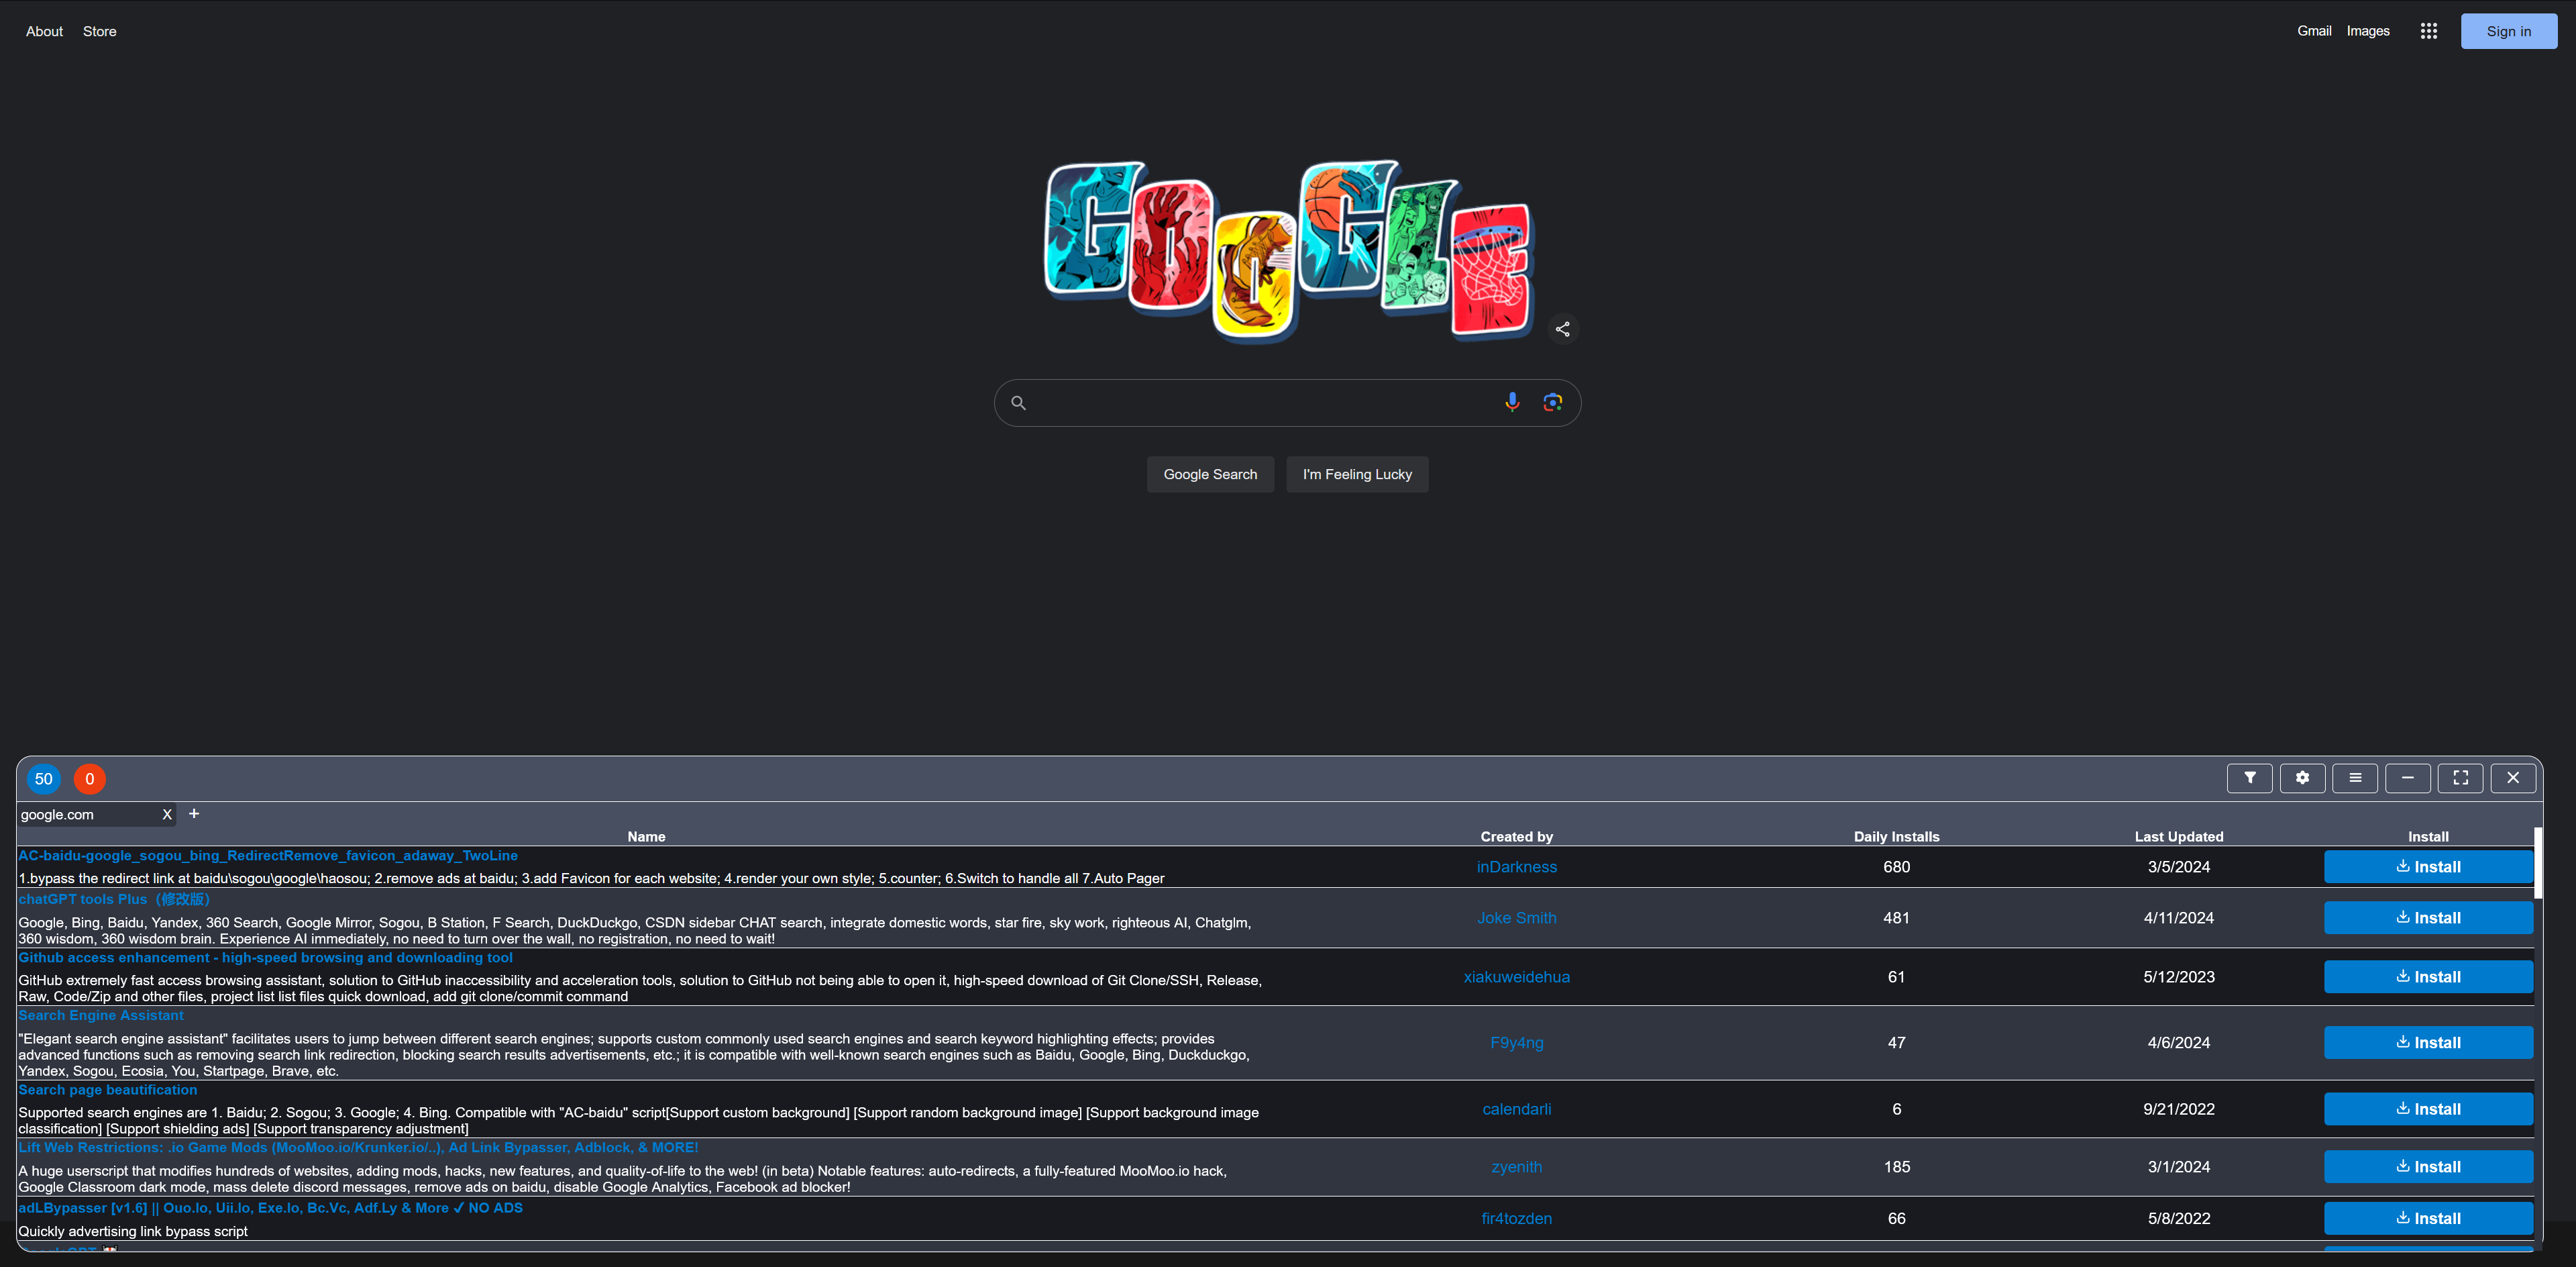 About Store
Gmail Images Sign in
GOOGLE
Google Search I'm Feeling Lucky
50 0
google.com X +
Name Created by Daily Installs Last Updated Install
AC-baidu-google_sogou_bing_RedirectRemove_favicon_adaway_TwoLine
1.bypass the redirect link at baidu\sogou\google\haosou; 2.remove ads at baidu; 3.add Favicon for each website; 4.render your own style; 5.counter; 6.Switch to handle all 7.Auto Pager
inDarkness 680 3/5/2024 Install
chatGPT tools Plus（修改版）
Google, Bing, Baidu, Yandex, 360 Search, Google Mirror, Sogou, B Station, F Search, DuckDuckgo, CSDN sidebar CHAT search, integrate domestic words, star fire, sky work, righteous AI, Chatglm,
360 wisdom, 360 wisdom brain. Experience AI immediately, no need to turn over the wall, no registration, no need to wait!
Joke Smith 481 4/11/2024 Install
Github access enhancement - high-speed browsing and downloading tool
GitHub extremely fast access browsing assistant, solution to GitHub inaccessibility and acceleration tools, solution to GitHub not being able to open it, high-speed download of Git Clone/SSH, Release,
Raw, Code/Zip and other files, project list list files quick download, add git clone/commit command
xiakuweidehua 61 5/12/2023 Install
Search Engine Assistant
"Elegant search engine assistant" facilitates users to jump between different search engines; supports custom commonly used search engines and search keyword highlighting effects; provides
advanced functions such as removing search link redirection, blocking search results advertisements, etc.; it is compatible with well-known search engines such as Baidu, Google, Bing, Duckduckgo,
Yandex, Sogou, Ecosia, You, Startpage, Brave, etc.
F9y4ng 47 4/6/2024 Install
Search page beautification
Supported search engines are 1. Baidu; 2. Sogou; 3. Google; 4. Bing. Compatible with "AC-baidu" script[Support custom background] [Support random background image] [Support background image
classification] [Support shielding ads] [Support transparency adjustment]
calendarli 6 9/21/2022 Install
Lift Web Restrictions: .io Game Mods (MooMoo.io/Krunker.io/..), Ad Link Bypasser, Adblock, & MORE!
A huge userscript that modifies hundreds of websites, adding mods, hacks, new features, and quality-of-life to the web! (in beta) Notable features: auto-redirects, a fully-featured MooMoo.io hack,
Google Classroom dark mode, mass delete discord messages, remove ads on baidu, disable Google Analytics, Facebook ad blocker!
zyenith 185 3/1/2024 Install
adLBypasser [v1.6] || Ouo.Io, Uii.Io, Exe.Io, Bc.Vc, Adf.Ly & More ✓ NO ADS
Quickly advertising link bypass script
fir4tozden 66 5/8/2022 Install